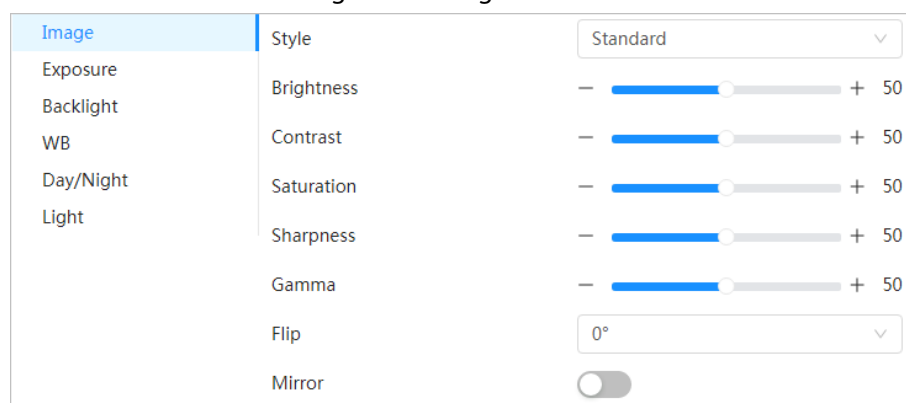 Image
Exposure
Backlight
WB
Day/Night
Light
Style Standard
Brightness 50
Contrast 50
Saturation 50
Sharpness 50
Gamma 50
Flip 0°
Mirror